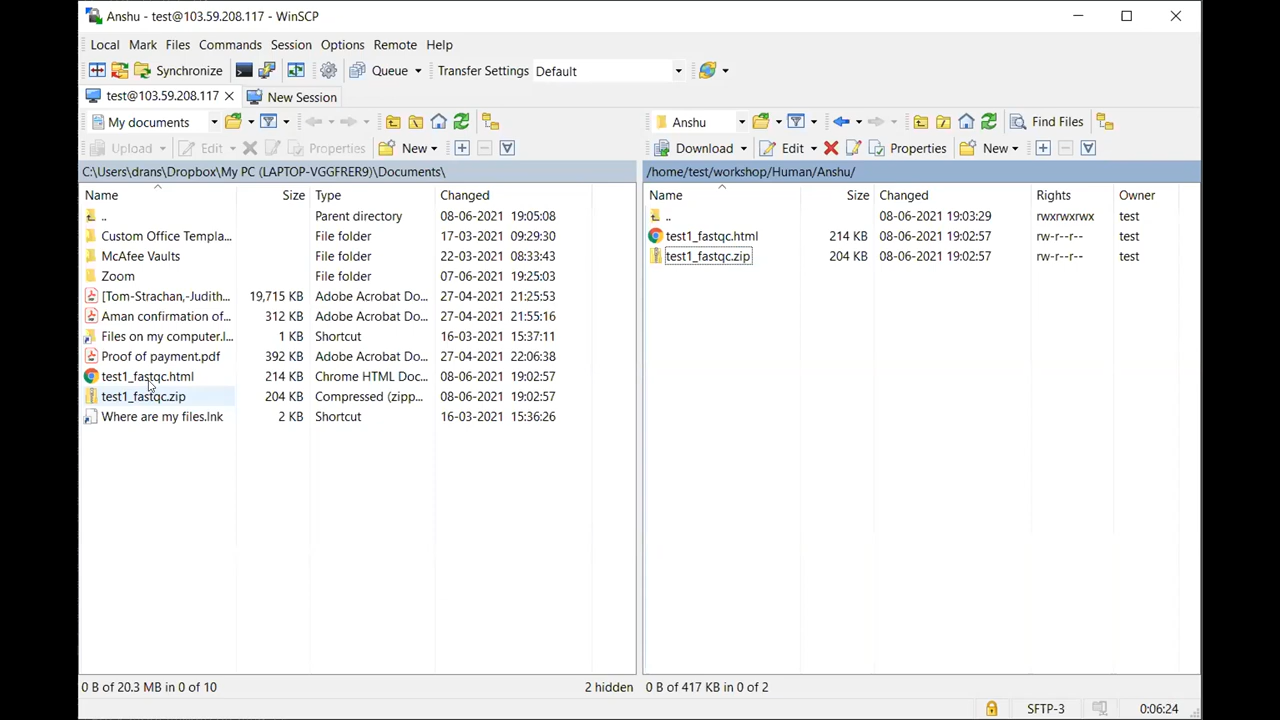 Anshu - test@103.59.208.117 - WinSCP
Local Mark Files Commands Session Options Remote Help
Synchronize Queue Transfer Settings Default
test@103.59.208.117 New Session
My documents
Upload Edit Properties New
C:\Users\drans\Dropbox\My PC (LAPTOP-VGGFRER9)\Documents\
Name Size Type Changed
.. Parent directory 08-06-2021 19:05:08
Custom Office Templa... File folder 17-03-2021 09:29:30
McAfee Vaults File folder 22-03-2021 08:33:43
Zoom File folder 07-06-2021 19:25:03
[Tom-Strachan,-Judith... 19,715 KB Adobe Acrobat Do... 27-04-2021 21:25:53
Aman confirmation of... 312 KB Adobe Acrobat Do... 27-04-2021 21:55:16
Files on my computer.l... 1 KB Shortcut 16-03-2021 15:37:11
Proof of payment.pdf 392 KB Adobe Acrobat Do... 27-04-2021 22:06:38
test1_fastqc.html 214 KB Chrome HTML Doc... 08-06-2021 19:02:57
test1_fastqc.zip 204 KB Compressed (zipp... 08-06-2021 19:02:57
Where are my files.lnk 2 KB Shortcut 16-03-2021 15:36:26
0 B of 20.3 MB in 0 of 10 2 hidden
Anshu Find Files
Download Edit Properties New
/home/test/workshop/Human/Anshu/
Name Size Changed Rights Owner
.. 08-06-2021 19:03:29 rwxrwxrwx test
test1_fastqc.html 214 KB 08-06-2021 19:02:57 rw-r--r-- test
test1_fastqc.zip 204 KB 08-06-2021 19:02:57 rw-r--r-- test
0 B of 417 KB in 0 of 2
SFTP-3 0:06:24